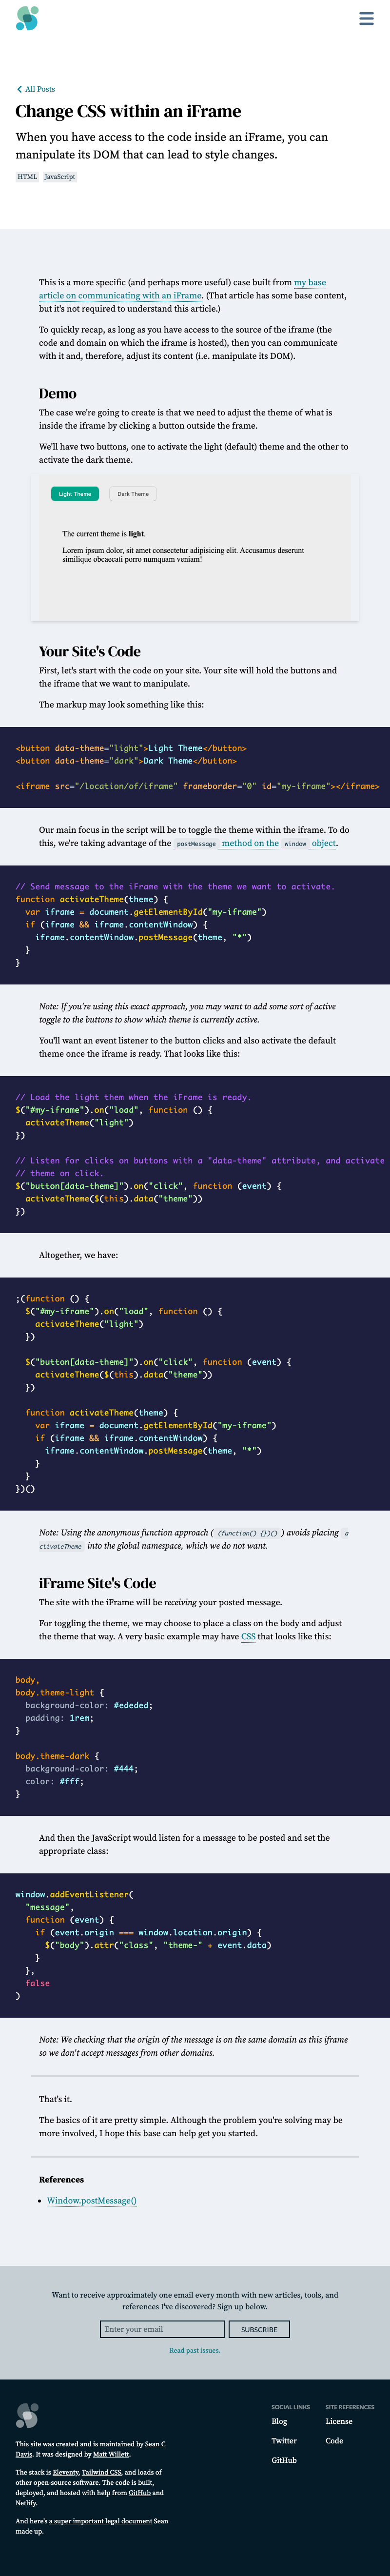 All Posts
Change CSS within an iFrame
When you have access to the code inside an iFrame, you can
manipulate its DOM that can lead to style changes.
HTML JavaScript
This is a more specific (and perhaps more useful) case built from my base
article on communicating with an iFrame. (That article has some base content,
but it's not required to understand this article.)
To quickly recap, as long as you have access to the source of the iframe (the
code and domain on which the iframe is hosted), then you can communicate
with it and, therefore, adjust its content (i.e. manipulate its DOM).
Demo
The case we're going to create is that we need to adjust the theme of what is
inside the iframe by clicking a button outside the frame.
We'll have two buttons, one to activate the light (default) theme and the other to
activate the dark theme.
Light Theme Dark Theme
The current theme is light.
Lorem ipsum dolor, sit amet consectetur adipisicing elit. Accusamus deserunt
similique obcaecati porro numquam veniam!
Your Site's Code
First, let's start with the code on your site. Your site will hold the buttons and
the iframe that we want to manipulate.
The markup may look something like this:
<button data-theme="light">Light Theme</button>
<button data-theme="dark">Dark Theme</button>
<iframe src="/location/of/iframe" frameborder="0" id="my-iframe"></iframe>
Our main focus in the script will be to toggle the theme within the iframe. To do
this, we're taking advantage of the postMessage method on the window object.
// Send message to the iFrame with the theme we want to activate.
function activateTheme(theme) {
  var iframe = document.getElementById("my-iframe")
  if (iframe && iframe.contentWindow) {
    iframe.contentWindow.postMessage(theme, "*")
  }
}
Note: If you're using this exact approach, you may want to add some sort of active
toggle to the buttons to show which theme is currently active.
You'll want an event listener to the button clicks and also activate the default
theme once the iframe is ready. That looks like this:
// Load the light them when the iFrame is ready.
$("#my-iframe").on("load", function () {
  activateTheme("light")
})
// Listen for clicks on buttons with a "data-theme" attribute, and activate
// theme on click.
$("button[data-theme]").on("click", function (event) {
  activateTheme($(this).data("theme"))
})
Altogether, we have:
;(function () {
  $("#my-iframe").on("load", function () {
    activateTheme("light")
  })
  $("button[data-theme]").on("click", function (event) {
    activateTheme($(this).data("theme"))
  })
  function activateTheme(theme) {
    var iframe = document.getElementById("my-iframe")
    if (iframe && iframe.contentWindow) {
      iframe.contentWindow.postMessage(theme, "*")
    }
  }
})()
Note: Using the anonymous function approach ( (function() {})() ) avoids placing a
ctivateTheme into the global namespace, which we do not want.
iFrame Site's Code
The site with the iFrame will be receiving your posted message.
For toggling the theme, we may choose to place a class on the body and adjust
the theme that way. A very basic example may have CSS that looks like this:
body,
body.theme-light {
  background-color: #ededed;
  padding: 1rem;
}
body.theme-dark {
  background-color: #444;
  color: #fff;
}
And then the JavaScript would listen for a message to be posted and set the
appropriate class:
window.addEventListener(
  "message",
  function (event) {
    if (event.origin === window.location.origin) {
      $("body").attr("class", "theme-" + event.data)
    }
  },
  false
)
Note: We checking that the origin of the message is on the same domain as this iframe
so we don't accept messages from other domains.
That's it.
The basics of it are pretty simple. Although the problem you're solving may be
more involved, I hope this base can help get you started.
References
Window.postMessage()
Want to receive approximately one email every month with new articles, tools, and
references I've discovered? Sign up below.
Enter your email SUBSCRIBE
Read past issues.
This site was created and is maintained by Sean C
Davis. It was designed by Matt Willett.
The stack is Eleventy, Tailwind CSS, and loads of
other open-source software. The code is built,
deployed, and hosted with help from GitHub and
Netlify.
And here's a super important legal document Sean
made up.
SOCIAL LINKS
Blog
Twitter
GitHub
SITE REFERENCES
License
Code